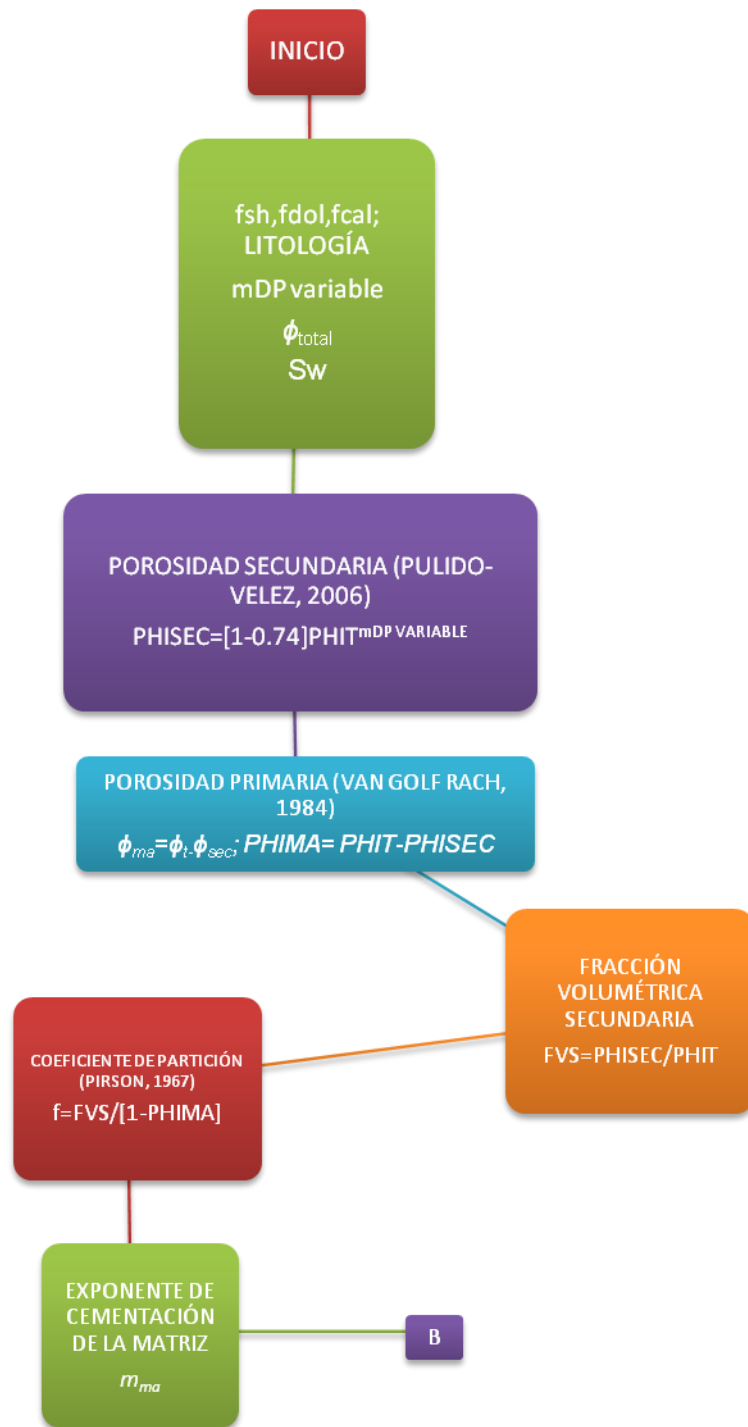 INICIO
fsh,fdol,fcal;
LITOLOGÍA
mDP variable
ϕtotal
Sw
POROSIDAD SECUNDARIA (PULIDO-
VELEZ, 2006)
PHISEC=[1-0.74]PHIT^mDP VARIABLE
POROSIDAD PRIMARIA (VAN GOLF RACH,
1984)
ϕma=ϕt-ϕsec; PHIMA= PHIT-PHISEC
FRACCIÓN
VOLUMÉTRICA
SECUNDARIA
FVS=PHISEC/PHIT
COEFICIENTE DE PARTICIÓN
(PIRSON, 1967)
f=FVS/[1-PHIMA]
EXPONENTE DE
CEMENTACIÓN
DE LA MATRIZ
mma
B